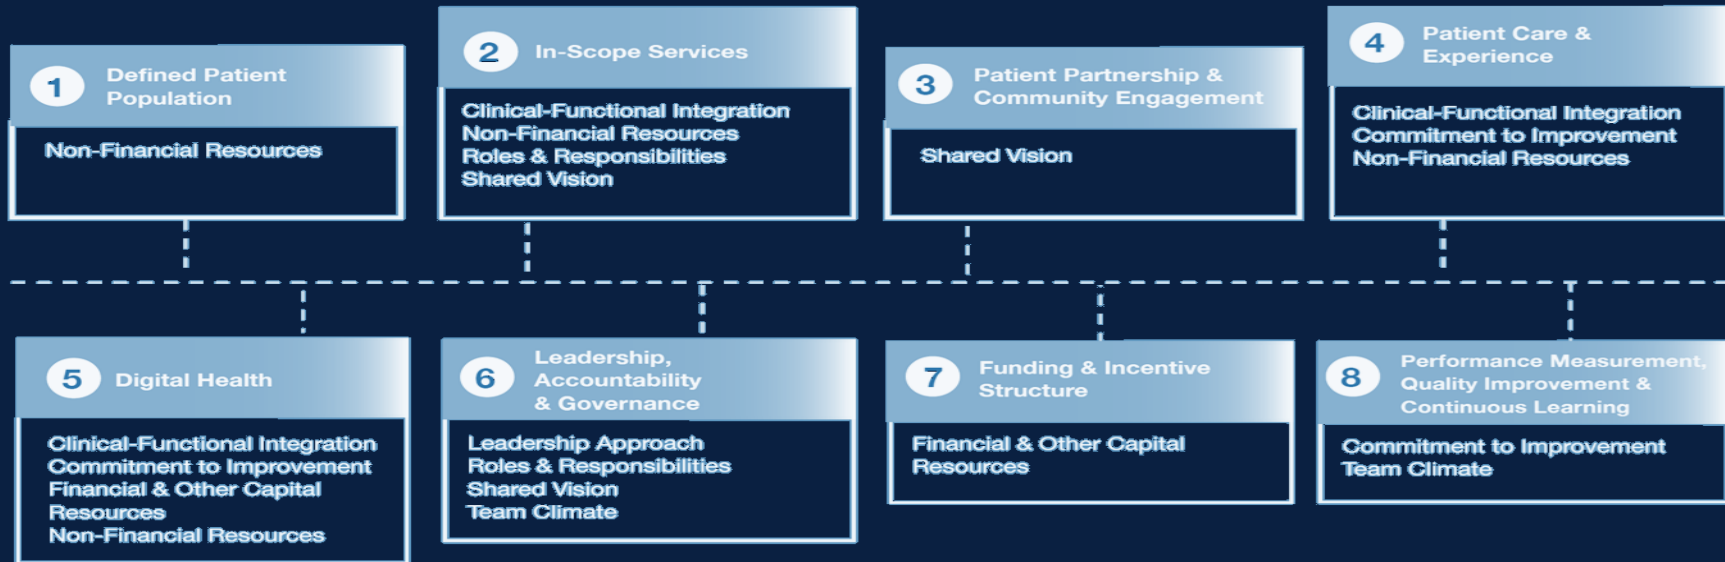 1
Defined Patient
Population
Non-Financial Resources
2
In-Scope Services
Clinical-Functional Integration
Non-Financial Resources
Roles & Responsibilities
Shared Vision
3
Patient Partnership &
Community Engagement
Shared Vision
4
Patient Care &
Experience
Clinical-Functional Integration
Commitment to Improvement
Non-Financial Resources
5
Digital Health
Clinical-Functional Integration
Commitment to Improvement
Financial & Other Capital
Resources
Non-Financial Resources
6
Leadership,
Accountability
& Governance
Leadership Approach
Roles & Responsibilities
Shared Vision
Team Climate
7
Funding & Incentive
Structure
Financial & Other Capital
Resources
8
Performance Measurement,
Quality Improvement &
Continuous Learning
Commitment to Improvement
Team Climate